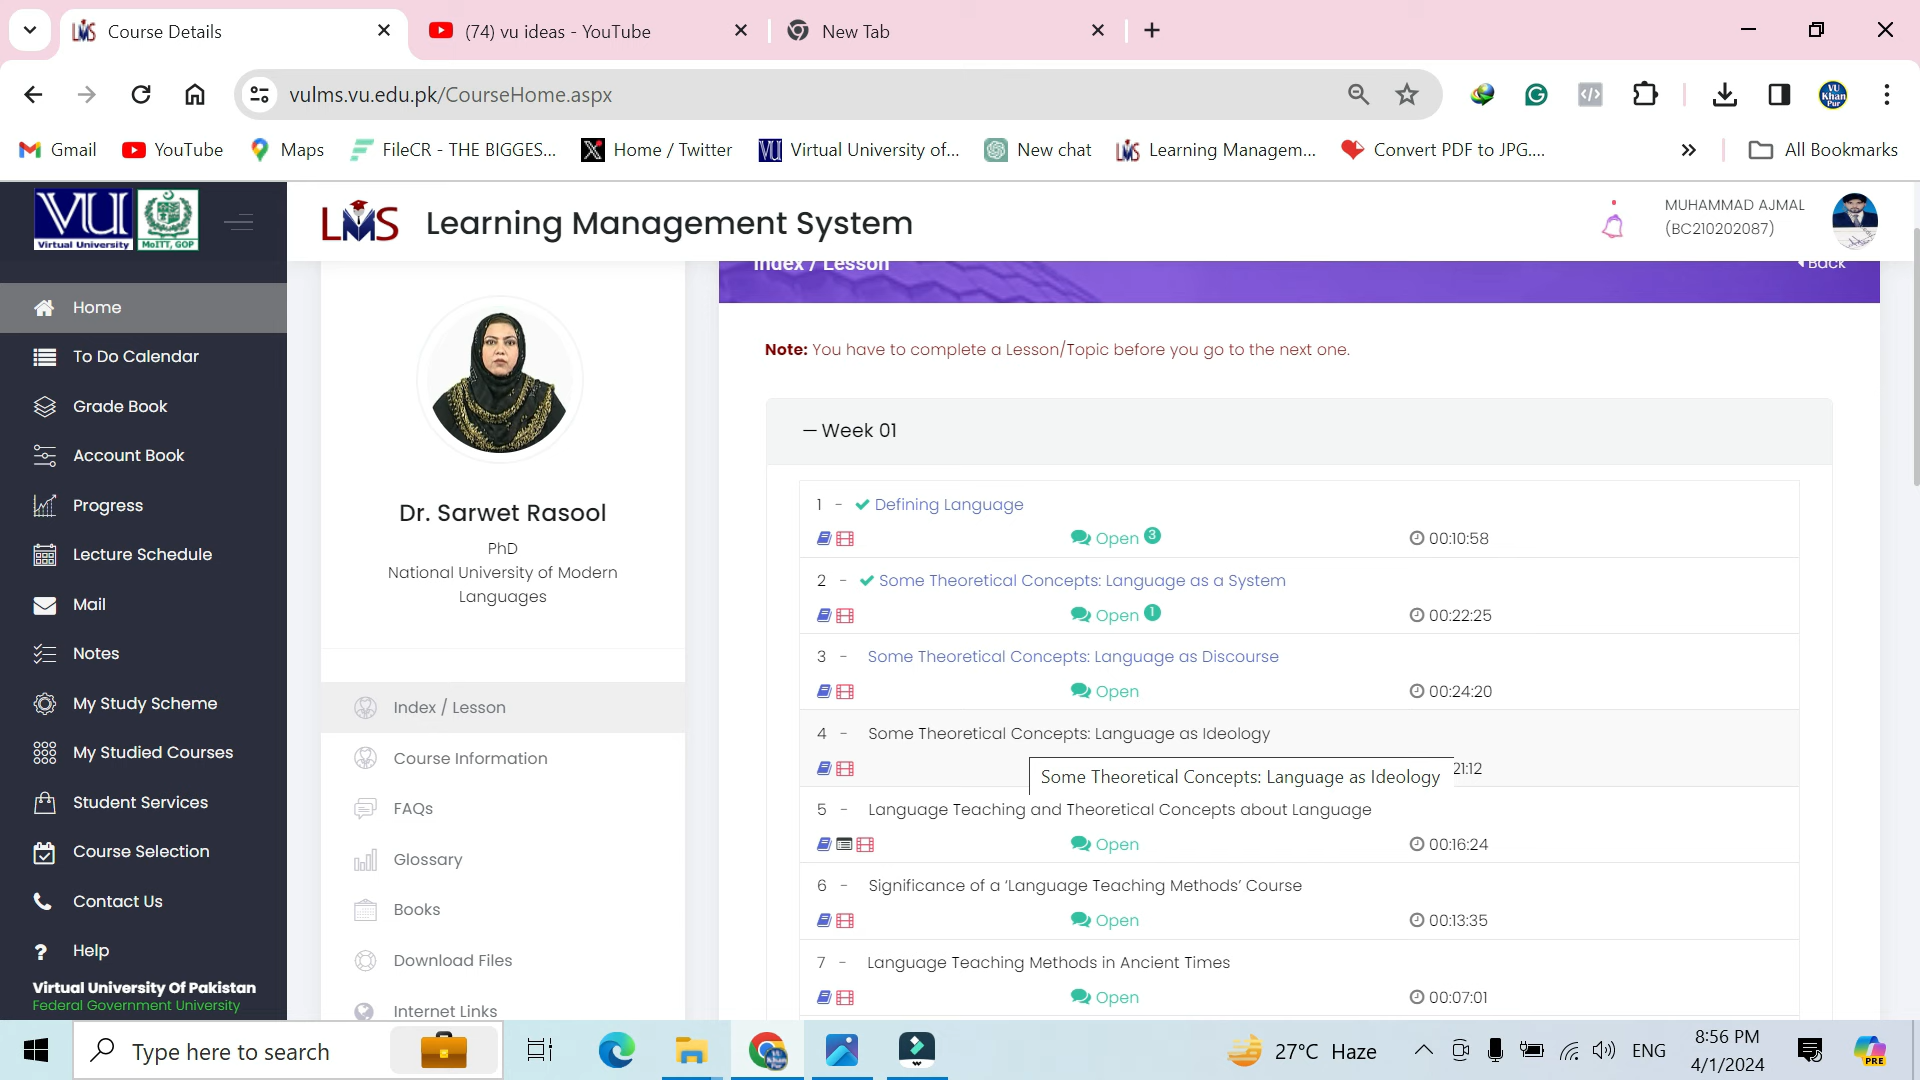 Course Details
(74) vu ideas - YouTube
New Tab
vulms.vu.edu.pk/CourseHome.aspx
VU Khan Pur
Gmail
YouTube
Maps
FileCR - THE BIGGES...
Home / Twitter
Virtual University of...
New chat
Learning Managem...
Convert PDF to JPG....
All Bookmarks
VU
Virtual University
MoITT, GOP
LMS
Learning Management System
MUHAMMAD AJMAL
(BC210202087)
Home
To Do Calendar
Grade Book
Account Book
Progress
Lecture Schedule
Mail
Notes
My Study Scheme
My Studied Courses
Student Services
Course Selection
Contact Us
Help
Virtual University Of Pakistan
Federal Government University
Dr. Sarwet Rasool
PhD
National University of Modern
Languages
Index / Lesson
Course Information
FAQs
Glossary
Books
Download Files
Internet Links
Index / Lesson
Back
Note: You have to complete a Lesson/Topic before you go to the next one.
— Week 01
1 - Defining Language
Open 3 00:10:58
2 - Some Theoretical Concepts: Language as a System
Open 1 00:22:25
3 - Some Theoretical Concepts: Language as Discourse
Open 00:24:20
4 - Some Theoretical Concepts: Language as Ideology
Some Theoretical Concepts: Language as Ideology 21:12
5 - Language Teaching and Theoretical Concepts about Language
Open 00:16:24
6 - Significance of a ‘Language Teaching Methods’ Course
Open 00:13:35
7 - Language Teaching Methods in Ancient Times
Open 00:07:01
Type here to search
27°C Haze
ENG
8:56 PM
4/1/2024
PRE